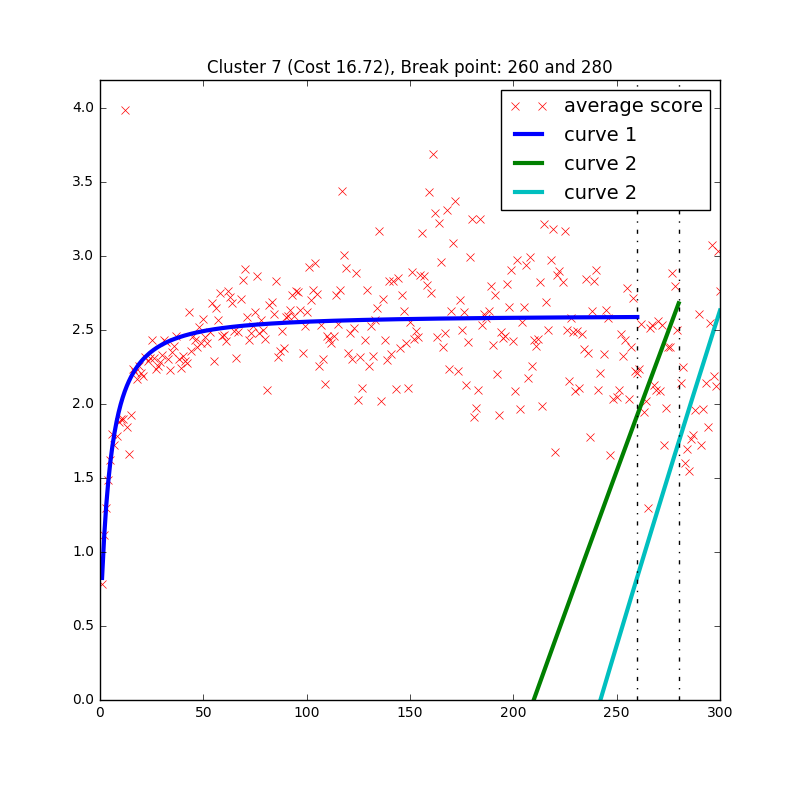 Cluster 7 (Cost 16.72), Break point: 260 and 280
average score
curve 1
curve 2
curve 2
4.0
3.5
3.0
2.5
2.0
1.5
1.0
0.5
0.0
0 50 100 150 200 250 300